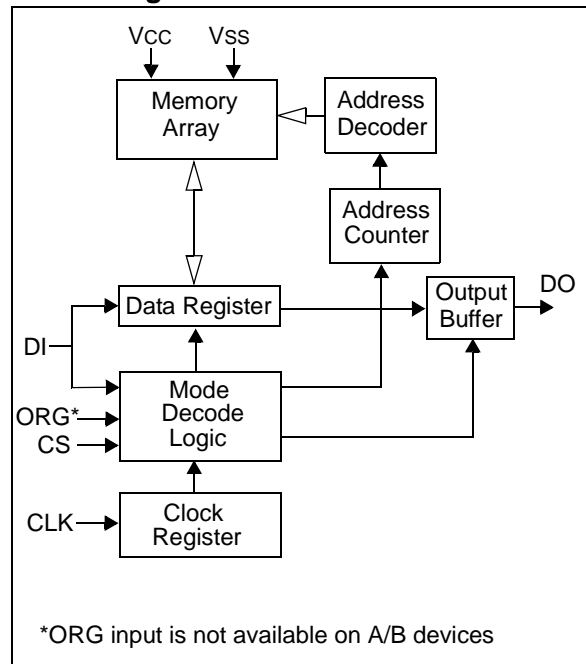 VCC
VSS
Memory
Array
Address
Decoder
Address
Counter
Data Register
Output
Buffer
DO
DI
ORG*
CS
Mode
Decode
Logic
CLK
Clock
Register
*ORG input is not available on A/B devices